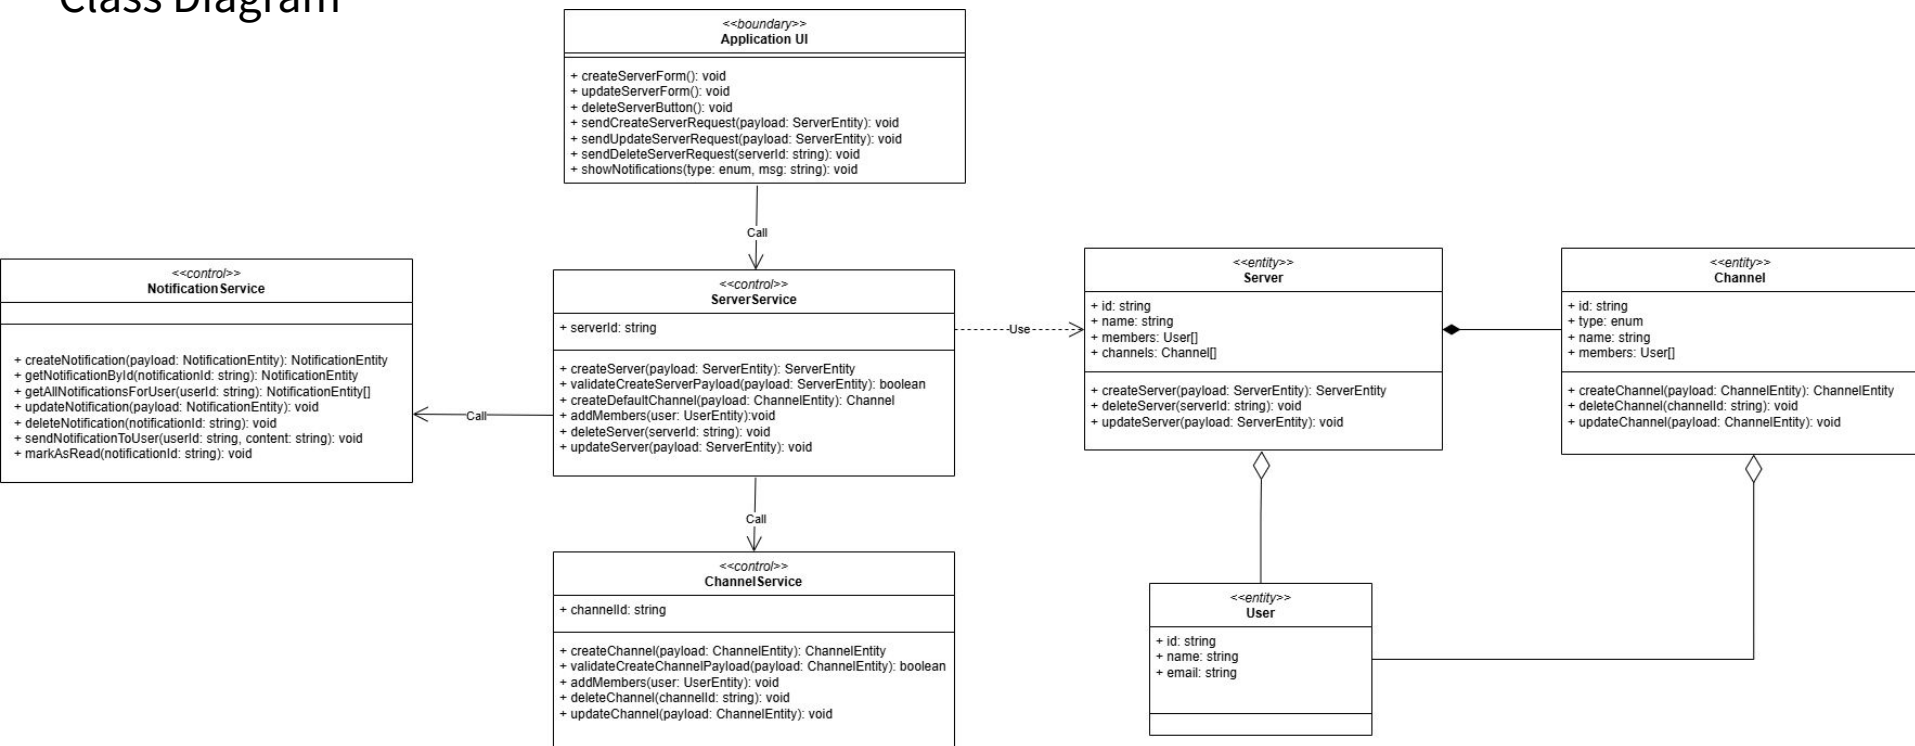 Class Diagram
<<boundary>>
Application UI
+ createServerForm(): void
+ updateServerForm(): void
+ deleteServerButton(): void
+ sendCreateServerRequest(payload: ServerEntity): void
+ sendUpdateServerRequest(payload: ServerEntity): void
+ sendDeleteServerRequest(serverId: string): void
+ showNotifications(type: enum, msg: string): void
Call
<<control>>
NotificationService
+ createNotification(payload: NotificationEntity): NotificationEntity
+ getNotificationById(notificationId: string): NotificationEntity
+ getAllNotificationsForUser(userId: string): NotificationEntity[]
+ updateNotification(payload: NotificationEntity): void
+ deleteNotification(notificationId: string): void
+ sendNotificationToUser(userId: string, content: string): void
+ markAsRead(notificationId: string): void
Call
<<control>>
ServerService
+ serverId: string
+ createServer(payload: ServerEntity): ServerEntity
+ validateCreateServerPayload(payload: ServerEntity): boolean
+ createDefaultChannel(payload: ChannelEntity): Channel
+ addMembers(user: UserEntity):void
+ deleteServer(serverId: string): void
+ updateServer(payload: ServerEntity): void
Use
<<entity>>
Server
+ id: string
+ name: string
+ members: User[]
+ channels: Channel[]
+ createServer(payload: ServerEntity): ServerEntity
+ deleteServer(serverId: string): void
+ updateServer(payload: ServerEntity): void
<<entity>>
Channel
+ id: string
+ type: enum
+ name: string
+ members: User[]
+ createChannel(payload: ChannelEntity): ChannelEntity
+ deleteChannel(channelId: string): void
+ updateChannel(payload: ChannelEntity): void
Call
<<control>>
ChannelService
+ channelId: string
+ createChannel(payload: ChannelEntity): ChannelEntity
+ validateCreateChannelPayload(payload: ChannelEntity): boolean
+ addMembers(user: UserEntity): void
+ deleteChannel(channelId: string): void
+ updateChannel(payload: ChannelEntity): void
<<entity>>
User
+ id: string
+ name: string
+ email: string